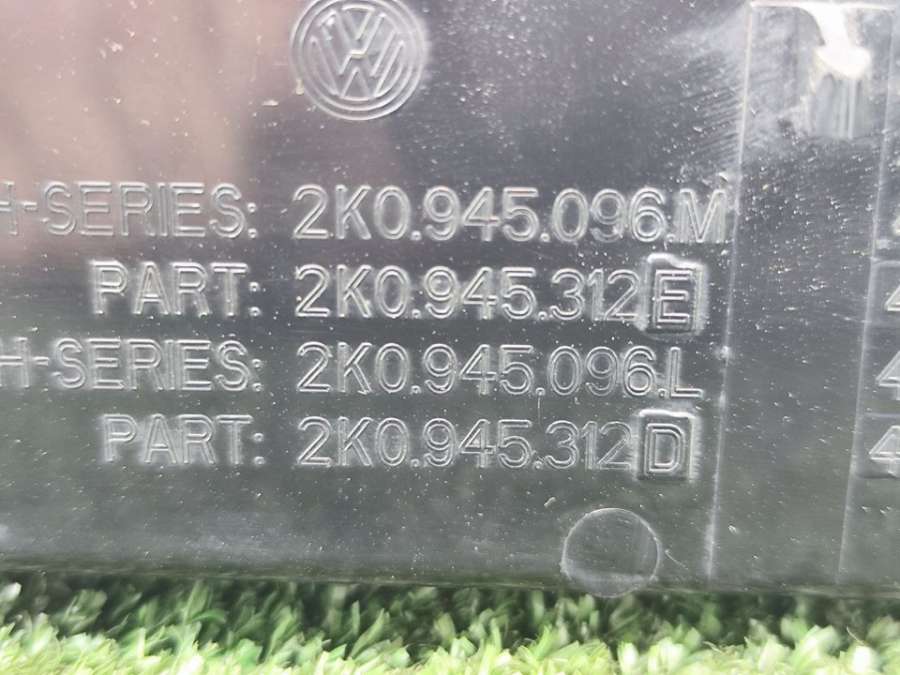 H-SERIES: 2K0.945.096.M
PART: 2K0.945.312 E
H-SERIES: 2K0.945.096.L
PART: 2K0.945.312 D